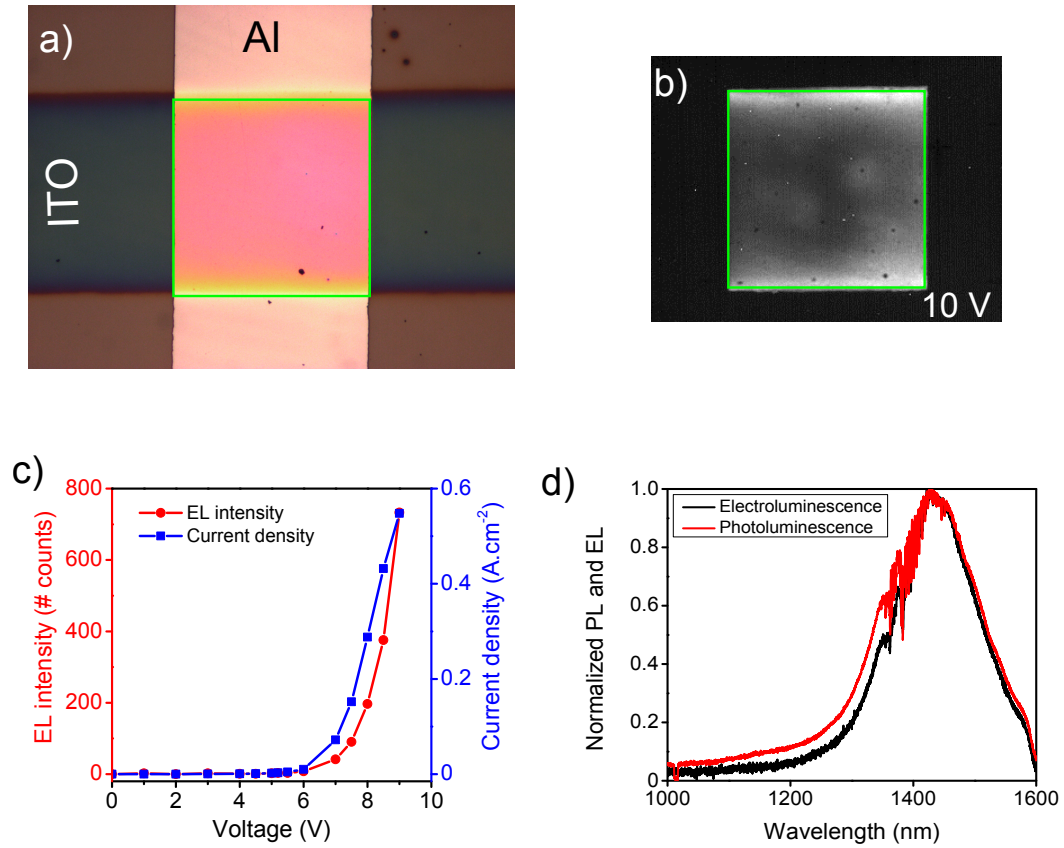 a)
Al
ITO
b)
10 V
c)
EL intensity (# counts)
800
600
400
200
0
EL intensity
Current density
0.6
0.4
0.2
0.0
Current density (A.cm-2)
0 2 4 6 8 10
Voltage (V)
d)
Normalized PL and EL
1.0
0.8
0.6
0.4
0.2
0
Electroluminescence
Photoluminescence
1000 1200 1400 1600
Wavelength (nm)